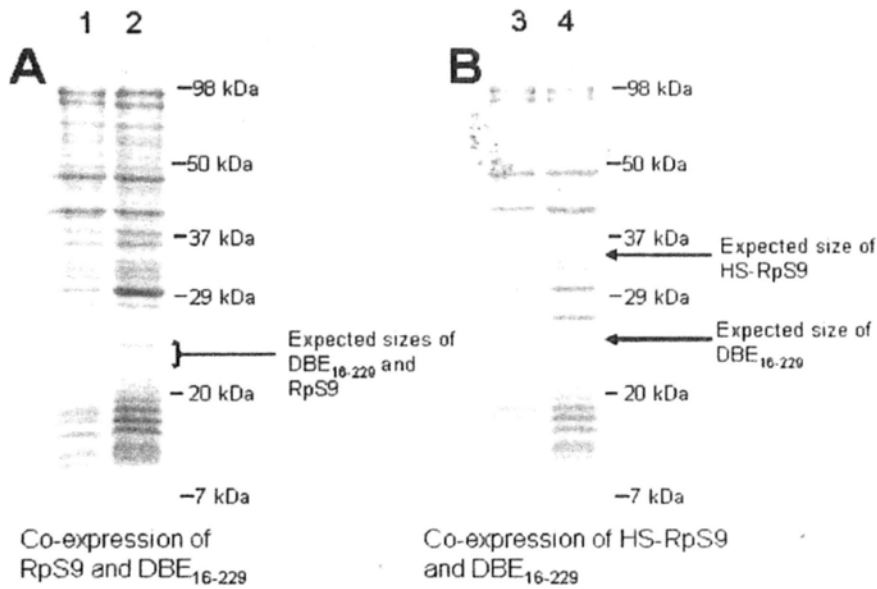 1 2
A
–98 kDa
–50 kDa
–37 kDa
–29 kDa
Expected sizes of
DBE16-229 and
RpS9
– 20 kDa
–7 kDa
Co-expression of
RpS9 and DBE16-229
3 4
B
–98 kDa
–50 kDa
–37 kDa
Expected size of
HS-RpS9
–29 kDa
Expected size of
DBE16-229
– 20 kDa
–7 kDa
Co-expression of HS-RpS9
and DBE16-229